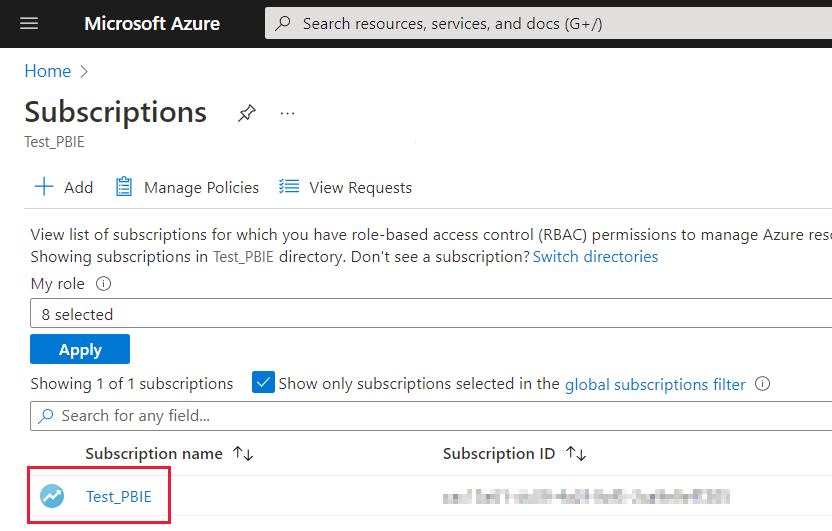 Microsoft Azure
Search resources, services, and docs (G+/)
Home
Subscriptions
Test_PBIE
Add Manage Policies View Requests
View list of subscriptions for which you have role-based access control (RBAC) permissions to manage Azure
Showing subscriptions in Test_PBIE directory. Don't see a subscription? Switch directories
My role
8 selected
Apply
Showing 1 of 1 subscriptions Show only subscriptions selected in the global subscriptions filter
Search for any field...
Subscription name Subscription ID
Test_PBIE